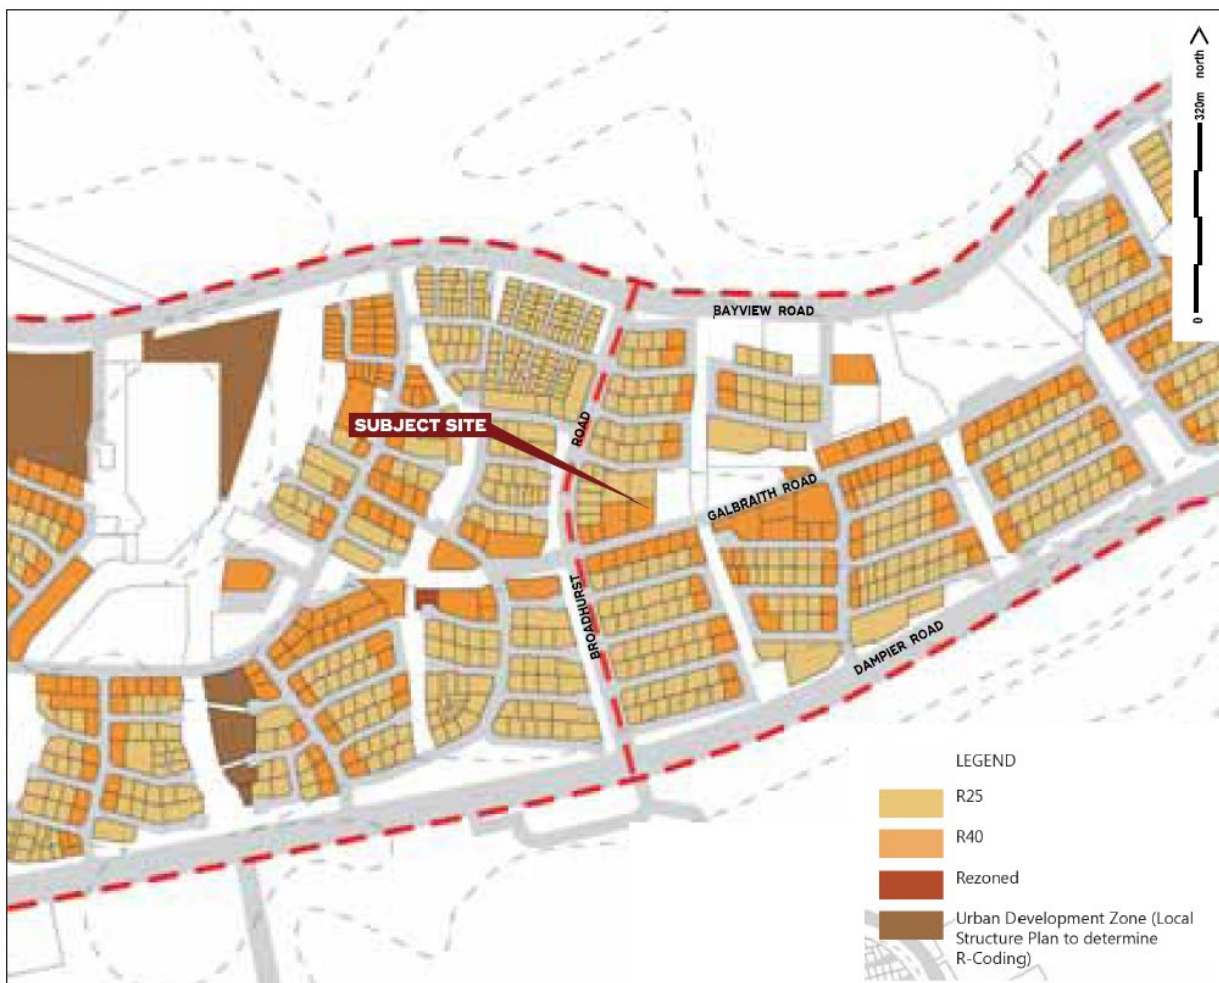 320m north
0
BAYVIEW ROAD
SUBJECT SITE
ROAD
GALBRAITH ROAD
BROADHURST
DAMPIER ROAD
LEGEND
R25
R40
Rezoned
Urban Development Zone (Local
Structure Plan to determine
R-Coding)